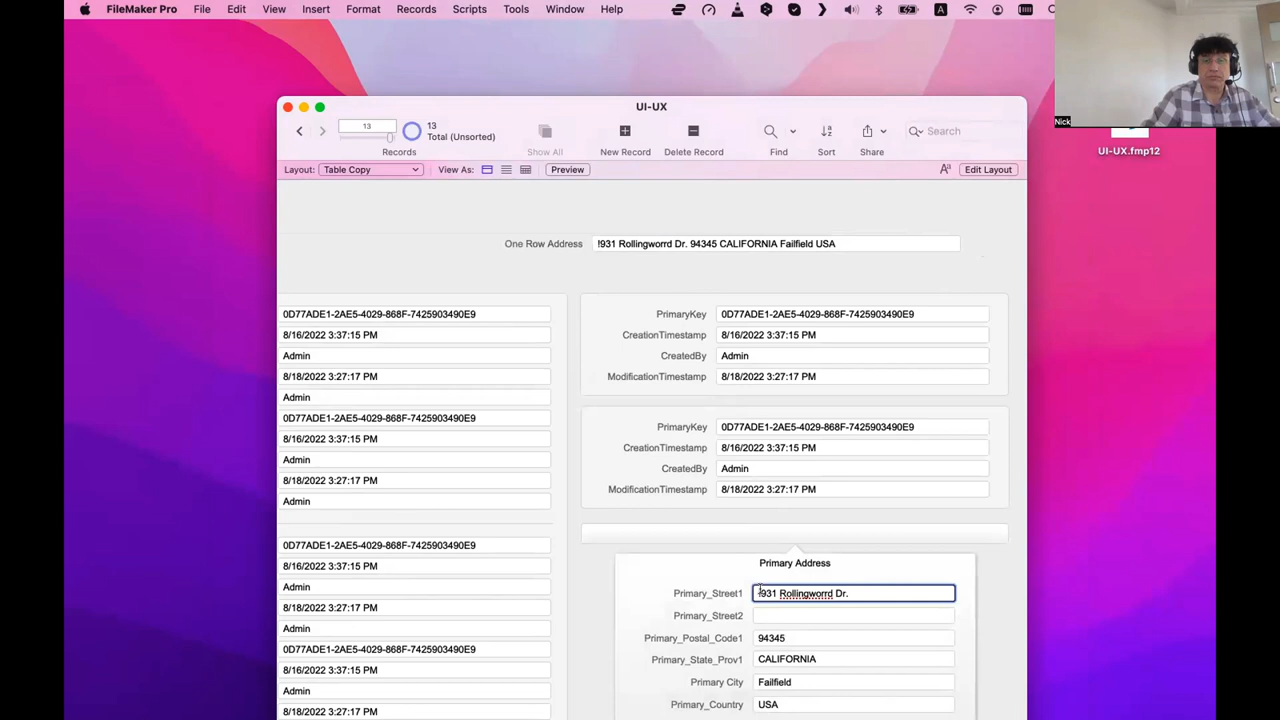 FileMaker Pro File Edit View Insert Format Records Scripts Tools Window Help A
Nick
UI-UX.fmp12
UI-UX
13
13
Total (Unsorted)
Records
Show All
New Record
Delete Record
Find
Sort
Share
Search
Layout: Table Copy View As: Preview Edit Layout
One Row Address !931 Rollingworrd Dr. 94345 CALIFORNIA Failfield USA
0D77ADE1-2AE5-4029-868F-7425903490E9
8/16/2022 3:37:15 PM
Admin
8/18/2022 3:27:17 PM
Admin
0D77ADE1-2AE5-4029-868F-7425903490E9
8/16/2022 3:37:15 PM
Admin
8/18/2022 3:27:17 PM
Admin
0D77ADE1-2AE5-4029-868F-7425903490E9
8/16/2022 3:37:15 PM
Admin
8/18/2022 3:27:17 PM
Admin
0D77ADE1-2AE5-4029-868F-7425903490E9
8/16/2022 3:37:15 PM
Admin
8/18/2022 3:27:17 PM
PrimaryKey 0D77ADE1-2AE5-4029-868F-7425903490E9
CreationTimestamp 8/16/2022 3:37:15 PM
CreatedBy Admin
ModificationTimestamp 8/18/2022 3:27:17 PM
PrimaryKey 0D77ADE1-2AE5-4029-868F-7425903490E9
CreationTimestamp 8/16/2022 3:37:15 PM
CreatedBy Admin
ModificationTimestamp 8/18/2022 3:27:17 PM
Primary Address
Primary_Street1 !931 Rollingworrd Dr.
Primary_Street2
Primary_Postal_Code1 94345
Primary_State_Prov1 CALIFORNIA
Primary City Failfield
Primary_Country USA